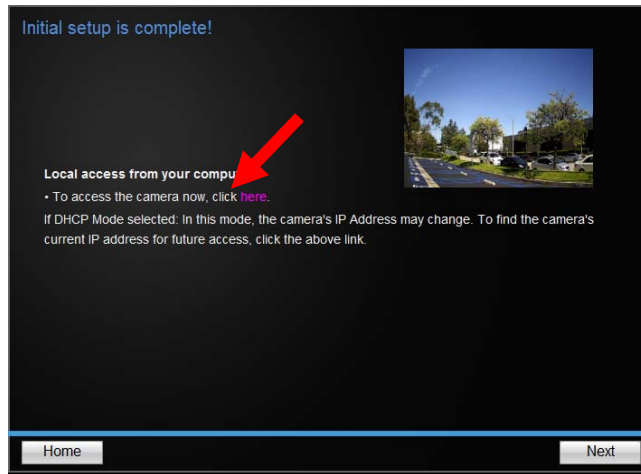 Initial setup is complete!
Local access from your compu
• To access the camera now, click here.
If DHCP Mode selected: In this mode, the camera's IP Address may change. To find the camera's
current IP address for future access, click the above link.
Home
Next